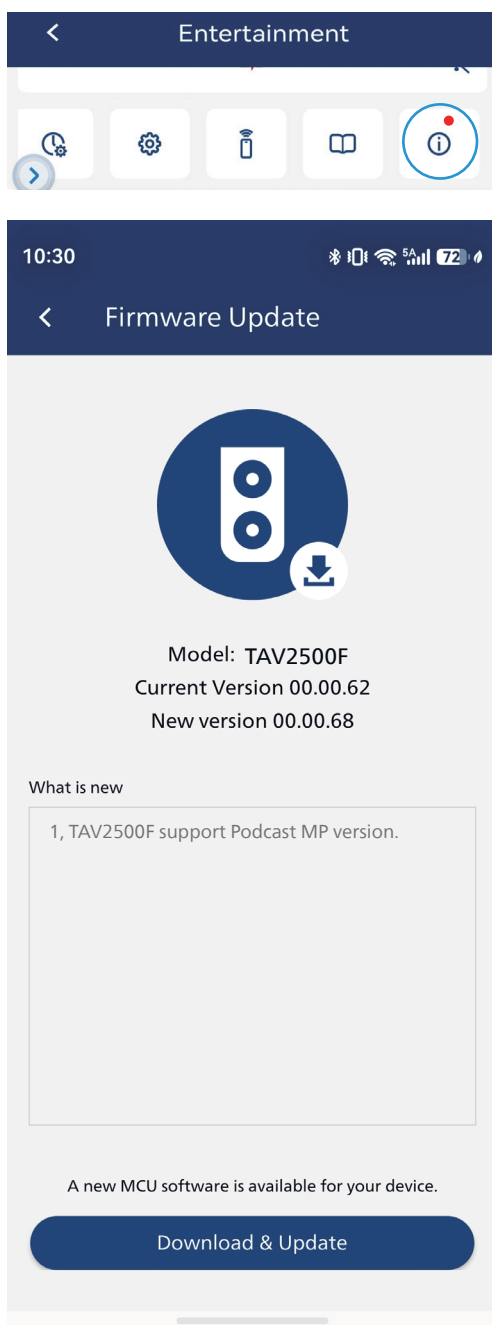 Entertainment
10:30
5A
72
Firmware Update
Model: TAV2500F
Current Version 00.00.62
New version 00.00.68
What is new
1, TAV2500F support Podcast MP version.
A new MCU software is available for your device.
Download & Update